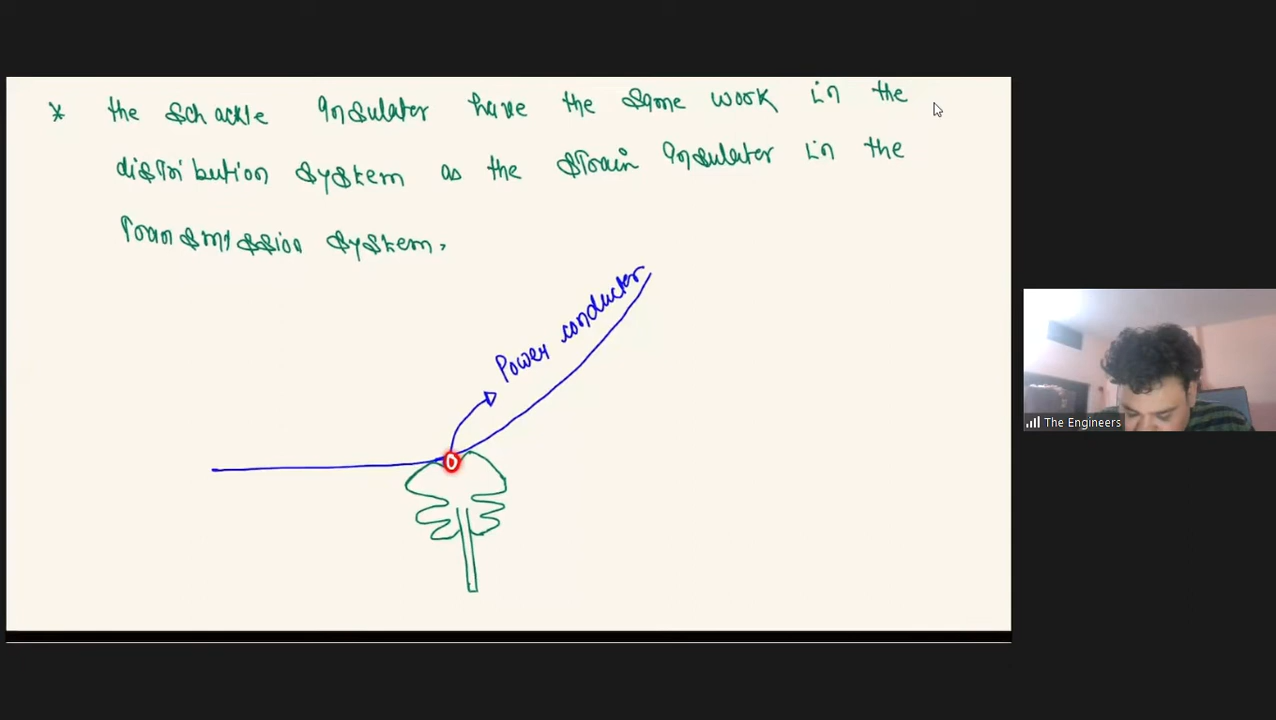 * the Schackle Insulator have the same work in the
distribution system as the strain Insulator in the
Transmission system.
Power conductor
The Engineers